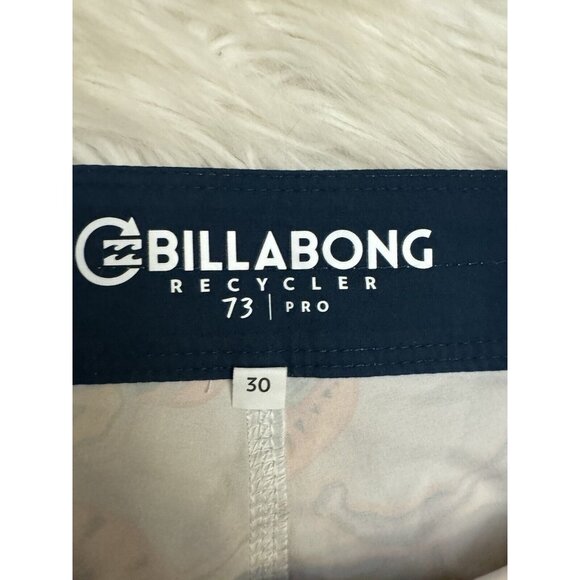 BILLABONG
RECYCLER
73 | PRO
30